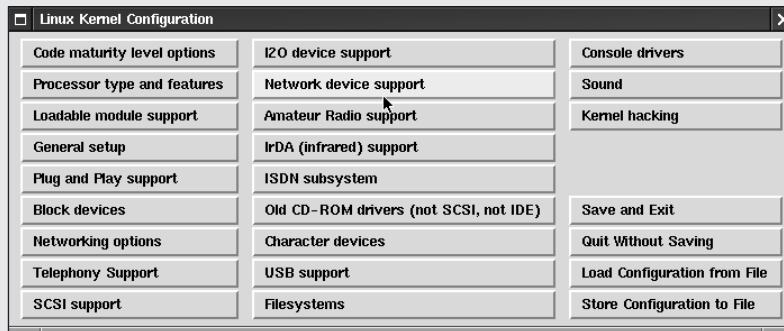 Linux Kernel Configuration
Code maturity level options
Processor type and features
Loadable module support
General setup
Plug and Play support
Block devices
Networking options
Telephony Support
SCSI support
I2O device support
Network device support
Amateur Radio support
IrDA (infrared) support
ISDN subsystem
Old CD-ROM drivers (not SCSI, not IDE)
Character devices
USB support
Filesystems
Console drivers
Sound
Kernel hacking
Save and Exit
Quit Without Saving
Load Configuration from File
Store Configuration to File